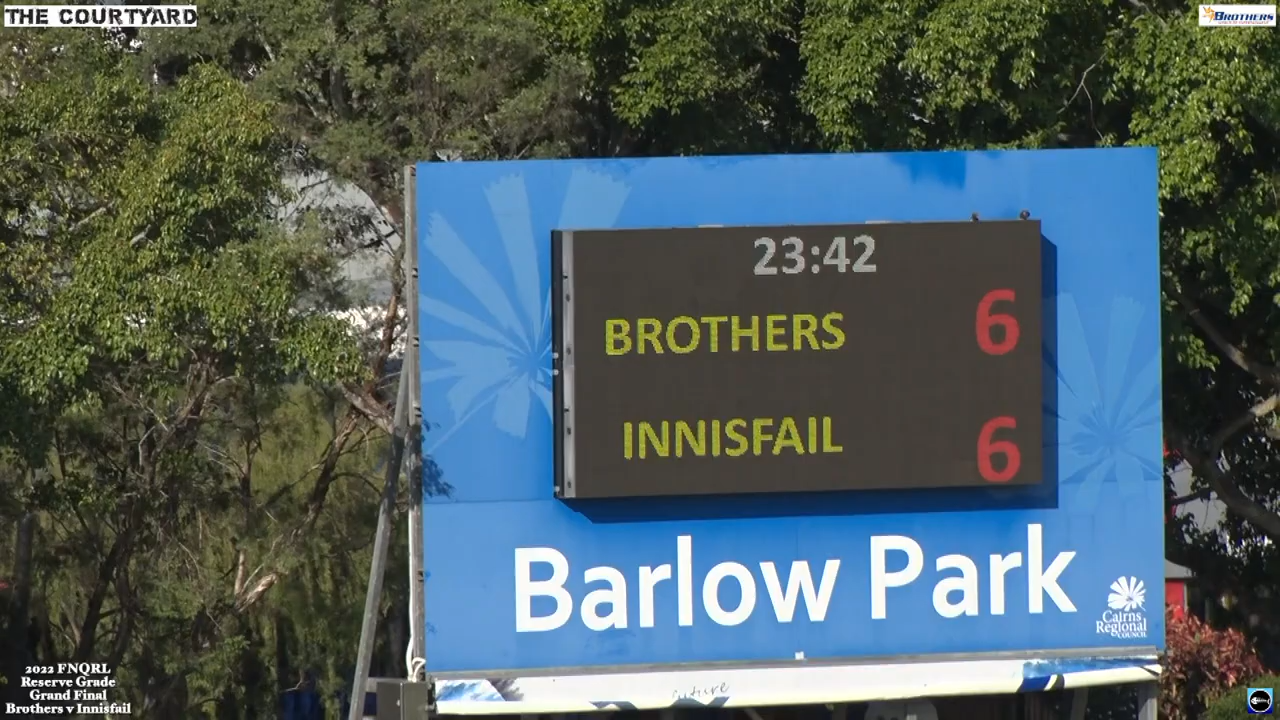 THE COURTYARD
BROTHERS
23:42
BROTHERS 6
INNISFAIL 6
Barlow Park
Cairns
Regional
COUNCIL
future
2022 FNQRL
Reserve Grade
Grand Final
Brothers v Innisfail